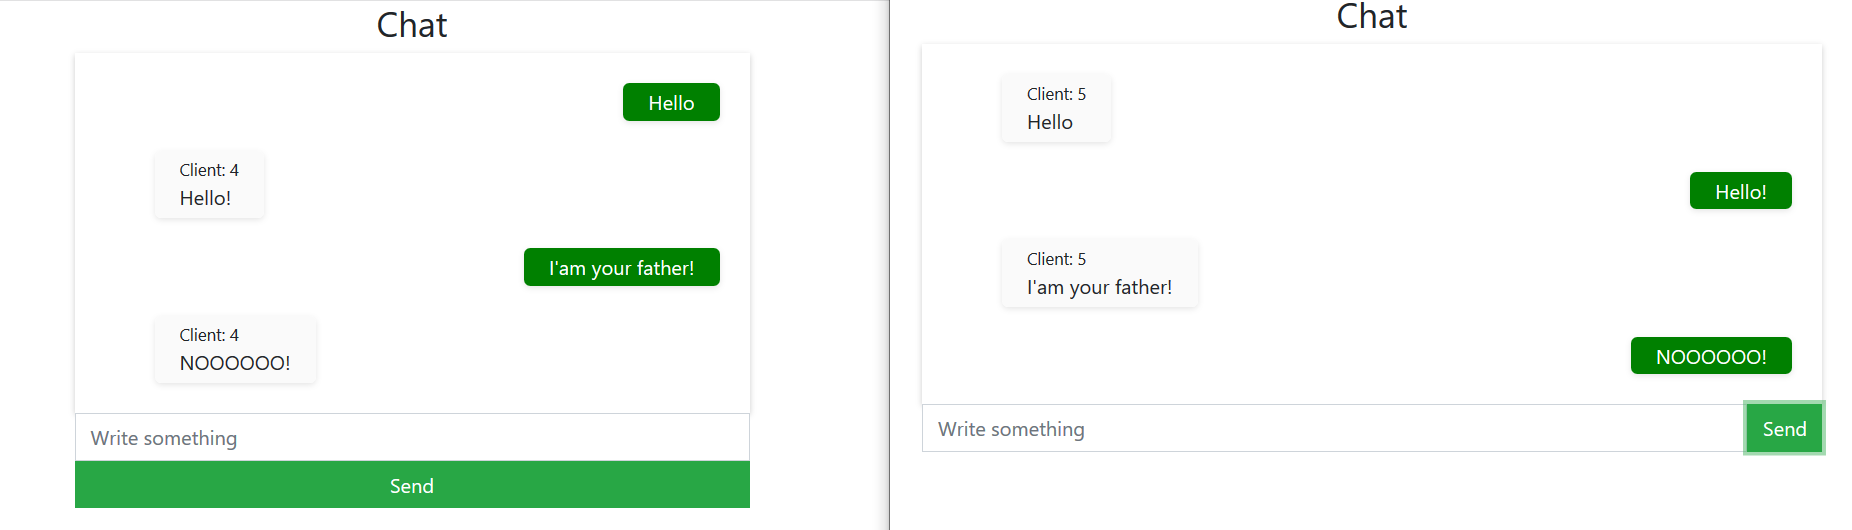 Chat
Hello
Client: 4
Hello!
I'am your father!
Client: 4
NOOOOOO!
Write something
Send
Chat
Client: 5
Hello
Hello!
Client: 5
I'am your father!
NOOOOOO!
Write something
Send